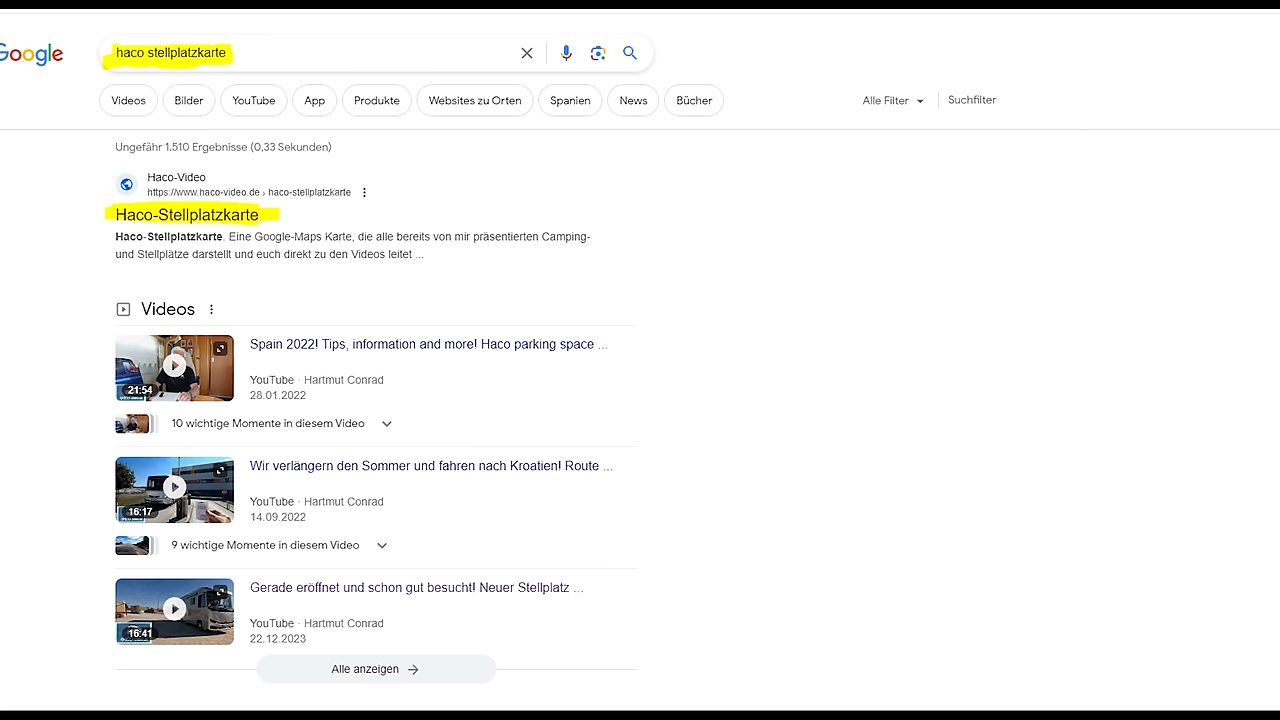 Google
haco stellplatzkarte
Videos Bilder YouTube App Produkte Websites zu Orten Spanien News Bücher Alle Filter Suchfilter
Ungefähr 1.510 Ergebnisse (0,33 Sekunden)
Haco-Video
https://www.haco-video.de › haco-stellplatzkarte
Haco-Stellplatzkarte
Haco-Stellplatzkarte. Eine Google-Maps Karte, die alle bereits von mir präsentierten Camping-
und Stellplätze darstellt und euch direkt zu den Videos leitet ...
Videos
Spain 2022! Tips, information and more! Haco parking space ...
YouTube · Hartmut Conrad
21:54
28.01.2022
10 wichtige Momente in diesem Video
Wir verlängern den Sommer und fahren nach Kroatien! Route ...
YouTube · Hartmut Conrad
16:17
14.09.2022
9 wichtige Momente in diesem Video
Gerade eröffnet und schon gut besucht! Neuer Stellplatz ...
YouTube · Hartmut Conrad
16:41
22.12.2023
Alle anzeigen